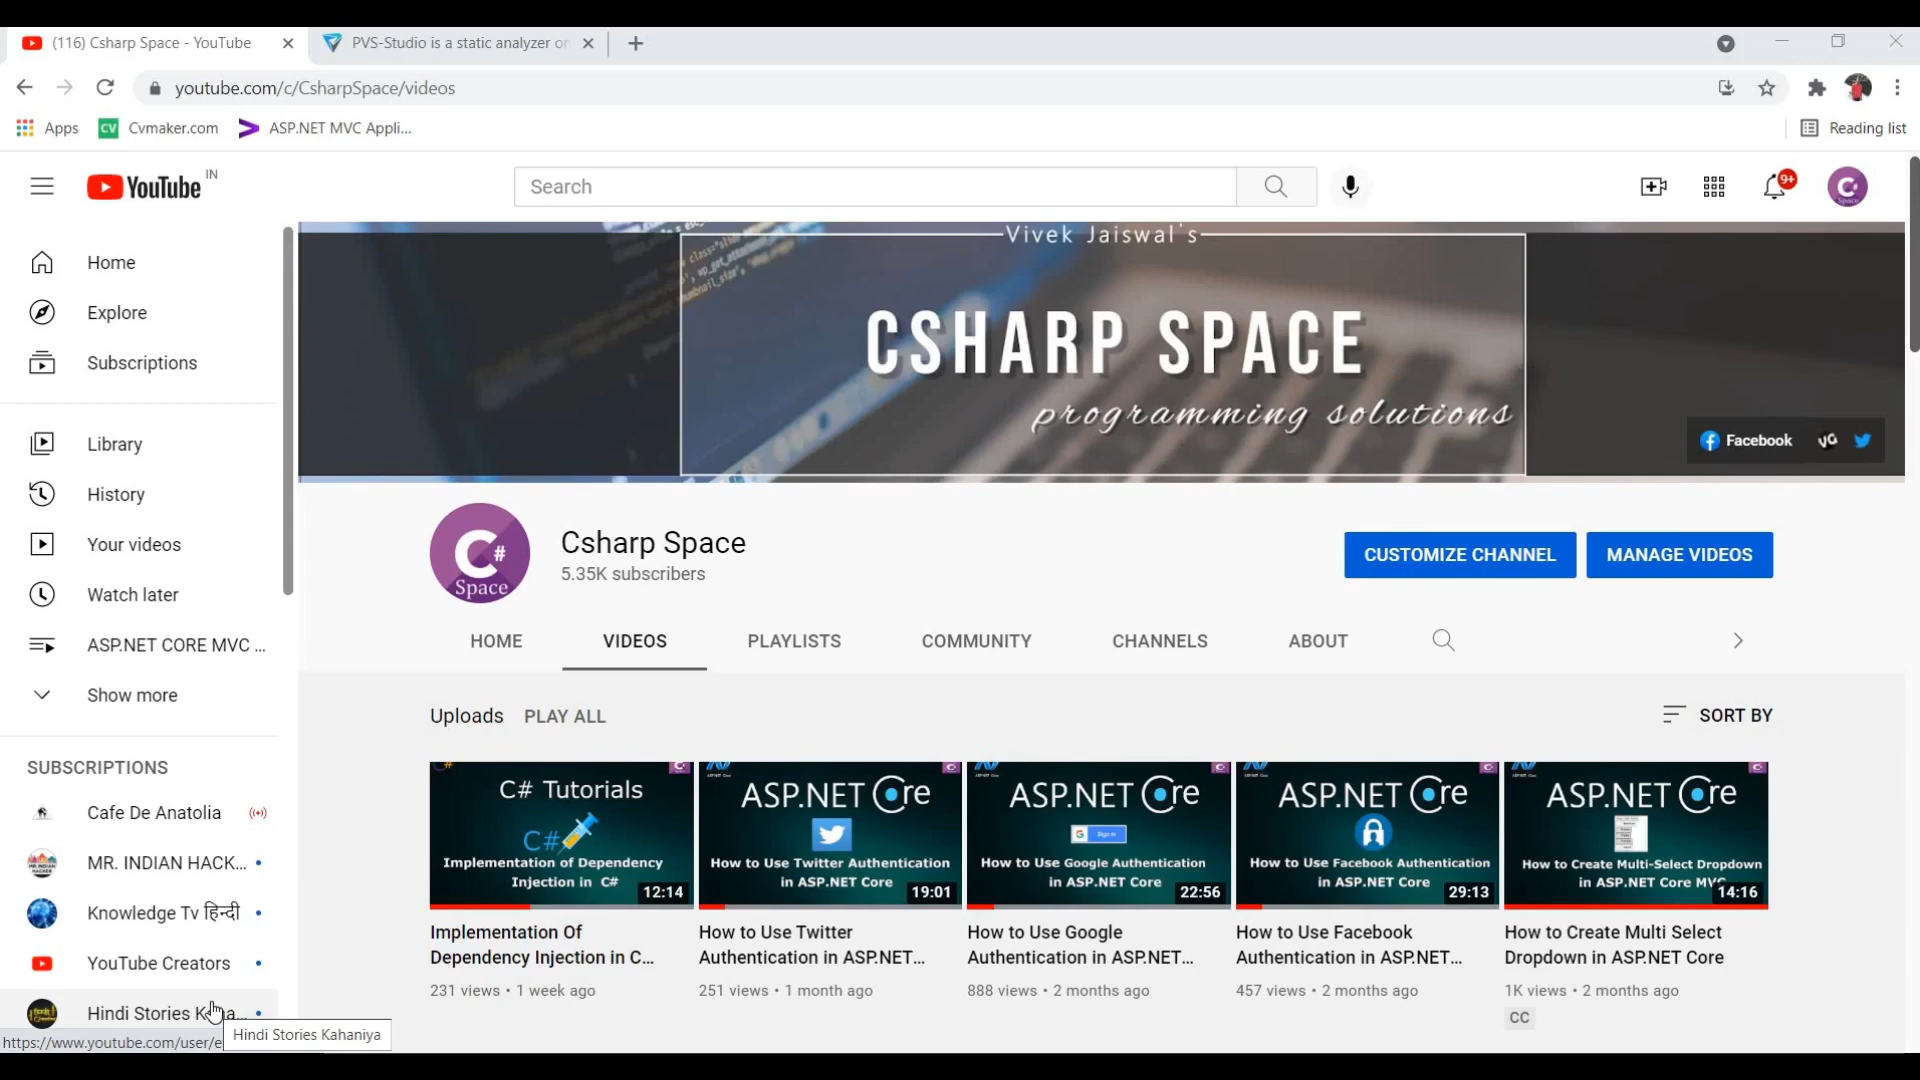 (116) Csharp Space - YouTube
PVS-Studio is a static analyzer on
youtube.com/c/CsharpSpace/videos
Apps
CV
Cvmaker.com
ASP.NET MVC Appli...
Reading list
YouTube
IN
Search
9+
C
Space
Home
Explore
Subscriptions
Library
History
Your videos
Watch later
ASP.NET CORE MVC ...
Show more
SUBSCRIPTIONS
Cafe De Anatolia
MR. INDIAN HACK...
Knowledge Tv हिन्दी
YouTube Creators
Hindi Stories Kaha...
Hindi Stories Kahaniya
https://www.youtube.com/user/e
Vivek Jaiswal's
CSHARP SPACE
programming solutions
Facebook
C#
Space
Csharp Space
5.35K subscribers
CUSTOMIZE CHANNEL
MANAGE VIDEOS
HOME
VIDEOS
PLAYLISTS
COMMUNITY
CHANNELS
ABOUT
Uploads
PLAY ALL
SORT BY
C# Tutorials
C#
Implementation of Dependency
Injection in C#
12:14
Implementation Of
Dependency Injection in C...
231 views • 1 week ago
ASP.NET Core
How to Use Twitter Authentication
in ASP.NET Core
19:01
How to Use Twitter
Authentication in ASP.NET...
251 views • 1 month ago
ASP.NET Core
Sign in
How to Use Google Authentication
in ASP.NET Core
22:56
How to Use Google
Authentication in ASP.NET...
888 views • 2 months ago
ASP.NET Core
How to Use Facebook Authentication
in ASP.NET Core
29:13
How to Use Facebook
Authentication in ASP.NET...
457 views • 2 months ago
ASP.NET Core
How to Create Multi-Select Dropdown
in ASP.NET Core MVC
14:16
How to Create Multi Select
Dropdown in ASP.NET Core
1K views • 2 months ago
CC